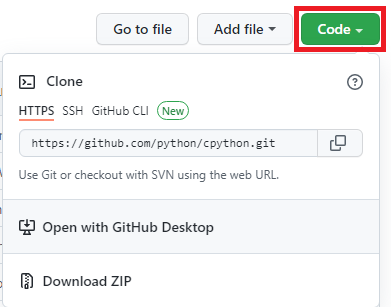 Go to file Add file Code
Clone
HTTPS SSH GitHub CLI New
https://github.com/python/cpython.git
Use Git or checkout with SVN using the web URL.
Open with GitHub Desktop
Download ZIP